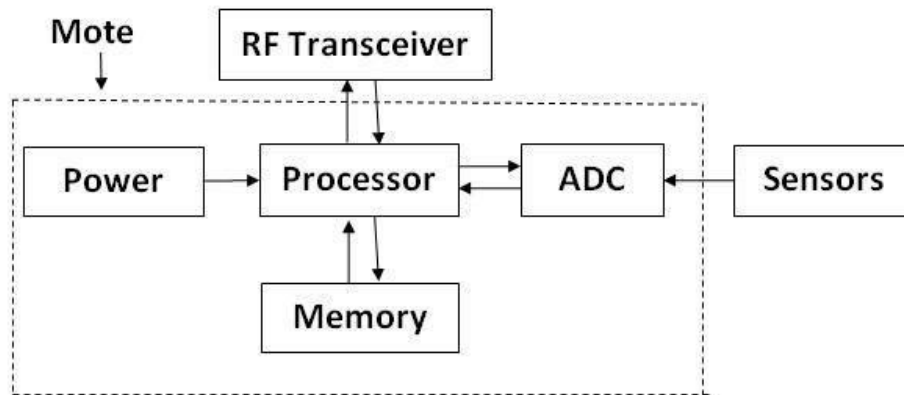 Mote
RF Transceiver
Power
Processor
ADC
Sensors
Memory